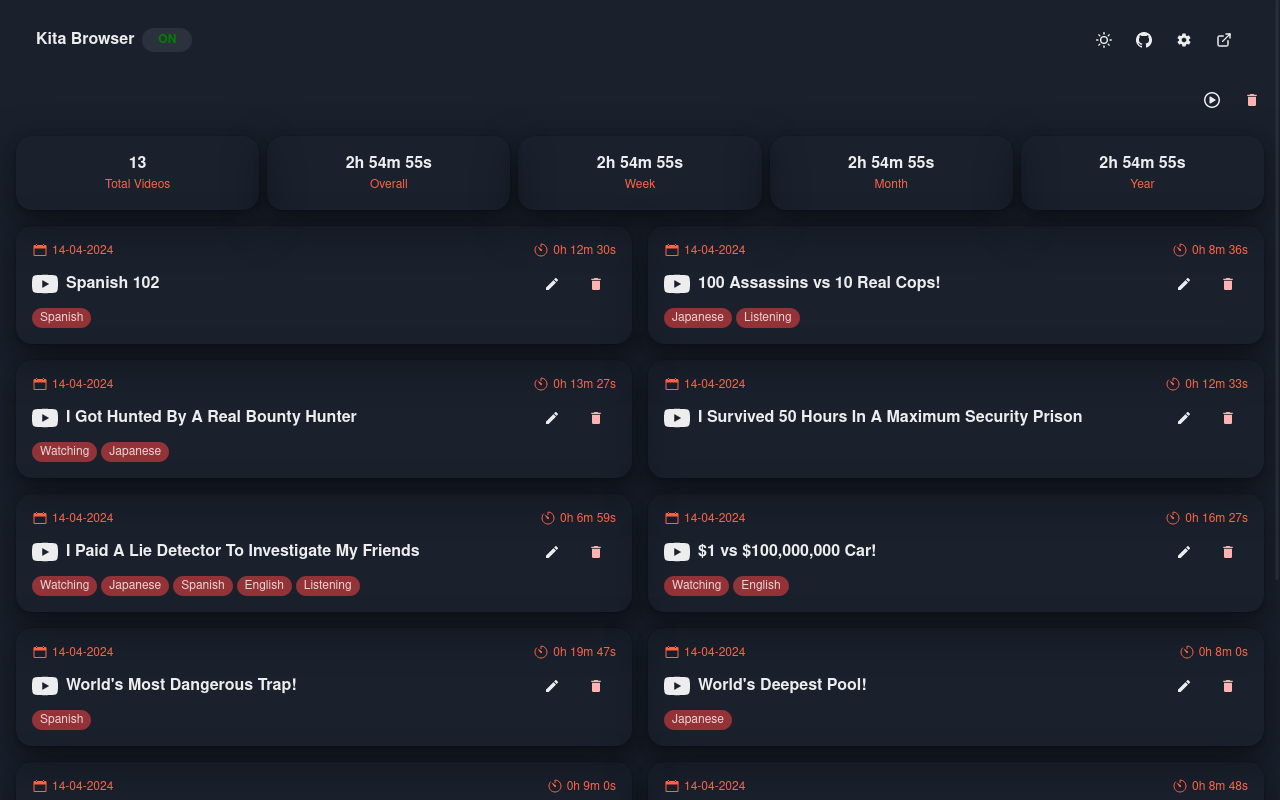 Kita Browser ON
13 2h 54m 55s 2h 54m 55s 2h 54m 55s 2h 54m 55s
Total Videos Overall Week Month Year
14-04-2024 0h 12m 30s
Spanish 102
Spanish
14-04-2024 0h 8m 36s
100 Assassins vs 10 Real Cops!
Japanese Listening
14-04-2024 0h 13m 27s
I Got Hunted By A Real Bounty Hunter
Watching Japanese
14-04-2024 0h 12m 33s
I Survived 50 Hours In A Maximum Security Prison
14-04-2024 0h 6m 59s
I Paid A Lie Detector To Investigate My Friends
Watching Japanese Spanish English Listening
14-04-2024 0h 16m 27s
$1 vs $100,000,000 Car!
Watching English
14-04-2024 0h 19m 47s
World's Most Dangerous Trap!
Spanish
14-04-2024 0h 8m 0s
World's Deepest Pool!
Japanese
14-04-2024 0h 9m 0s
14-04-2024 0h 8m 48s